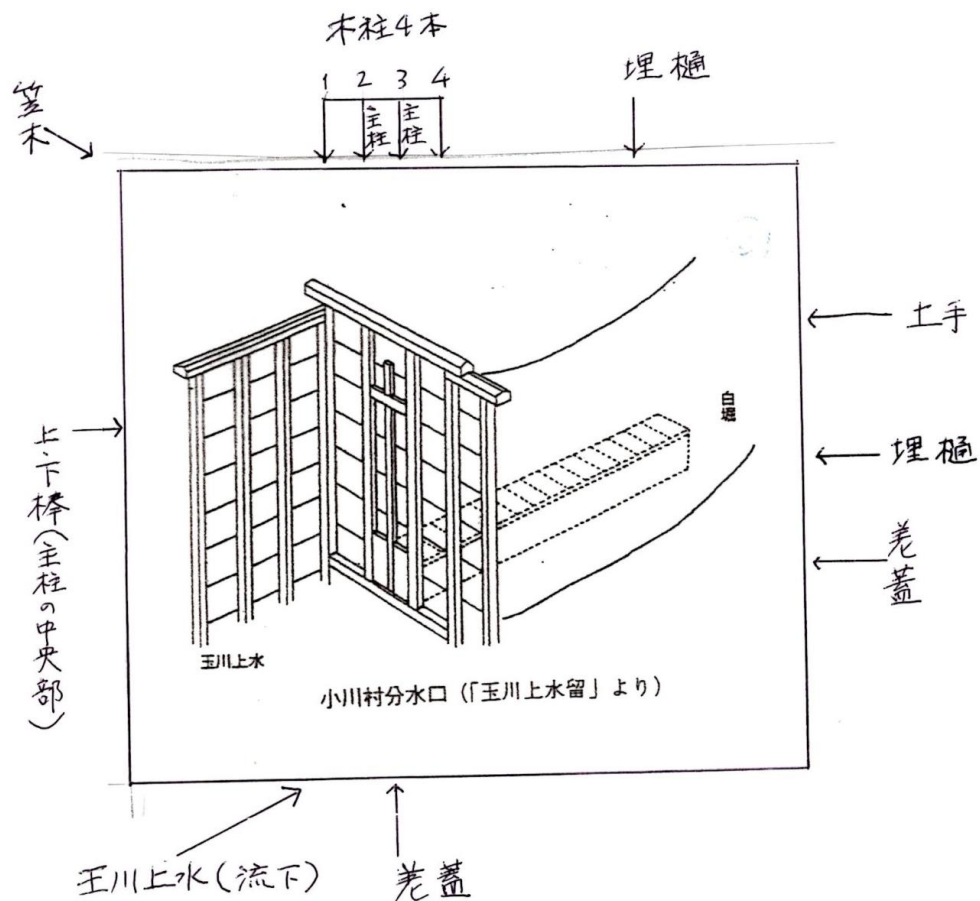 木柱4本
1 2 3 4
主柱 主柱
埋樋
笠木
土手
白堀
埋樋
差蓋
上、下棒(主柱の中央部)
玉川上水
小川村分水口(「玉川上水留」より)
玉川上水(流下)
差蓋